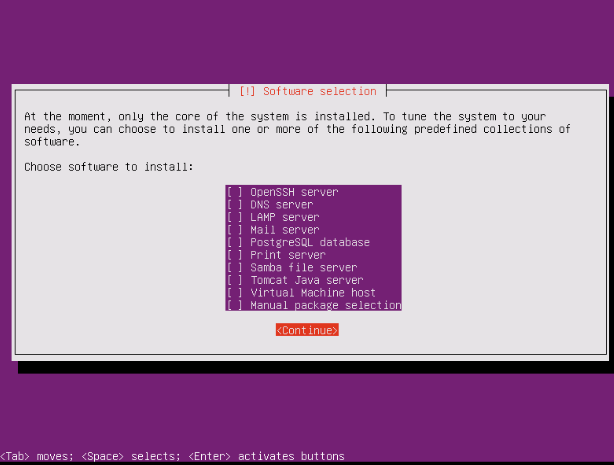 [!] Software selection
At the moment, only the core of the system is installed. To tune the system to your
needs, you can choose to install one or more of the following predefined collections of
software.
Choose software to install:
[ ] OpenSSH server
[ ] DNS server
[ ] LAMP server
[ ] Mail server
[ ] PostgreSQL database
[ ] Print server
[ ] Samba file server
[ ] Tomcat Java server
[ ] Virtual Machine host
[ ] Manual package selection
<Continue>
<Tab> moves; <Space> selects; <Enter> activates buttons